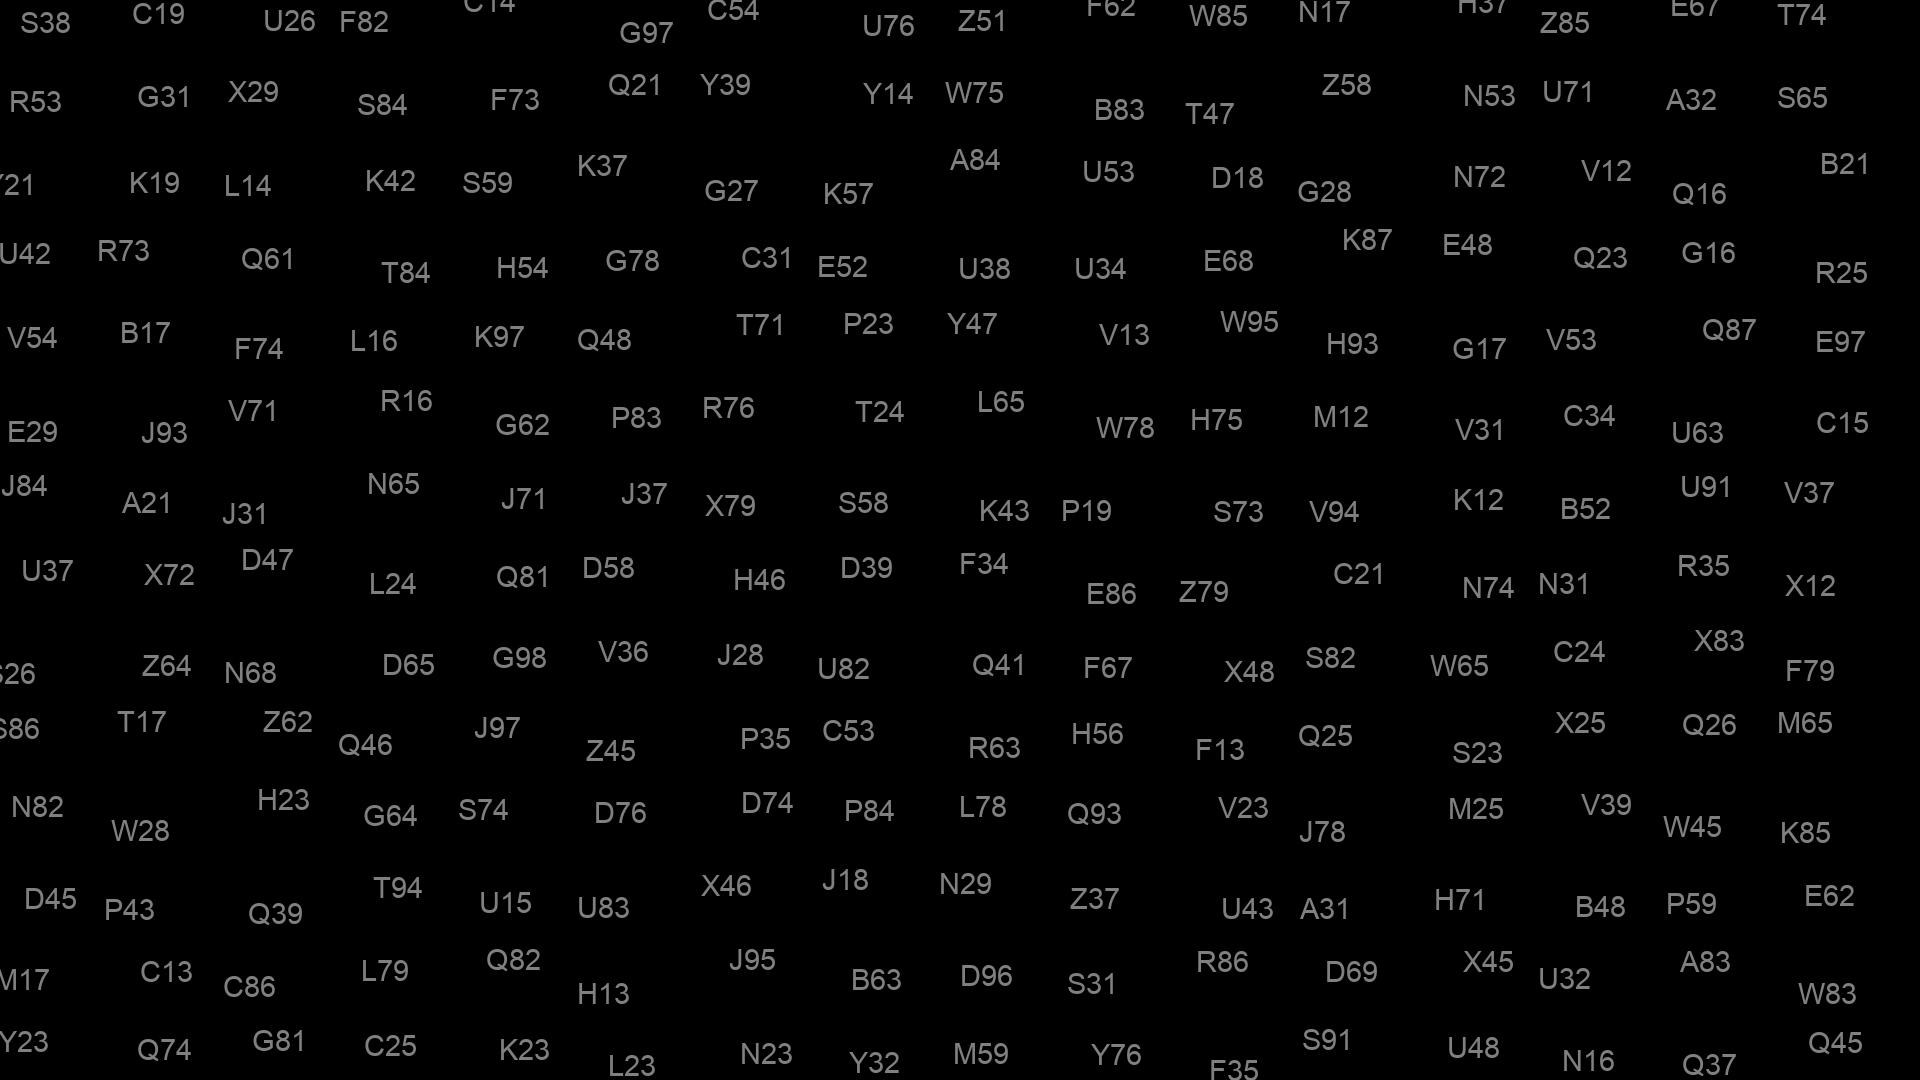 S38 C19 U26 F82 C14 G97 C54 U76 Z51 F62 W85 N17 H37 Z85 E67 T74
R53 G31 X29 S84 F73 Q21 Y39 Y14 W75 B83 T47 Z58 N53 U71 A32 S65
Y21 K19 L14 K42 S59 K37 G27 K57 A84 U53 D18 G28 N72 V12 Q16 B21
U42 R73 Q61 T84 H54 G78 C31 E52 U38 U34 E68 K87 E48 Q23 G16 R25
V54 B17 F74 L16 K97 Q48 T71 P23 Y47 V13 W95 H93 G17 V53 Q87 E97
E29 J93 V71 R16 G62 P83 R76 T24 L65 W78 H75 M12 V31 C34 U63 C15
J84 A21 J31 N65 J71 J37 X79 S58 K43 P19 S73 V94 K12 B52 U91 V37
U37 X72 D47 L24 Q81 D58 H46 D39 F34 E86 Z79 C21 N74 N31 R35 X12
S26 Z64 N68 D65 G98 V36 J28 U82 Q41 F67 X48 S82 W65 C24 X83 F79
S86 T17 Z62 Q46 J97 Z45 P35 C53 R63 H56 F13 Q25 S23 X25 Q26 M65
N82 W28 H23 G64 S74 D76 D74 P84 L78 Q93 V23 J78 M25 V39 W45 K85
D45 P43 Q39 T94 U15 U83 X46 J18 N29 Z37 U43 A31 H71 B48 P59 E62
M17 C13 C86 L79 Q82 H13 J95 B63 D96 S31 R86 D69 X45 U32 A83 W83
Y23 Q74 G81 C25 K23 L23 N23 Y32 M59 Y76 F35 S91 U48 N16 Q37 Q45